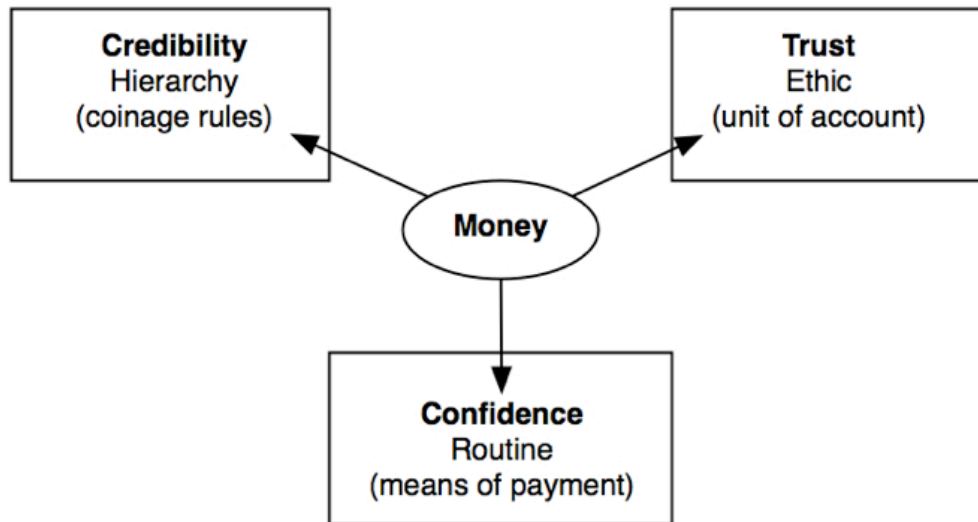 Credibility
Hierarchy
(coinage rules)
Trust
Ethic
(unit of account)
Money
Confidence
Routine
(means of payment)